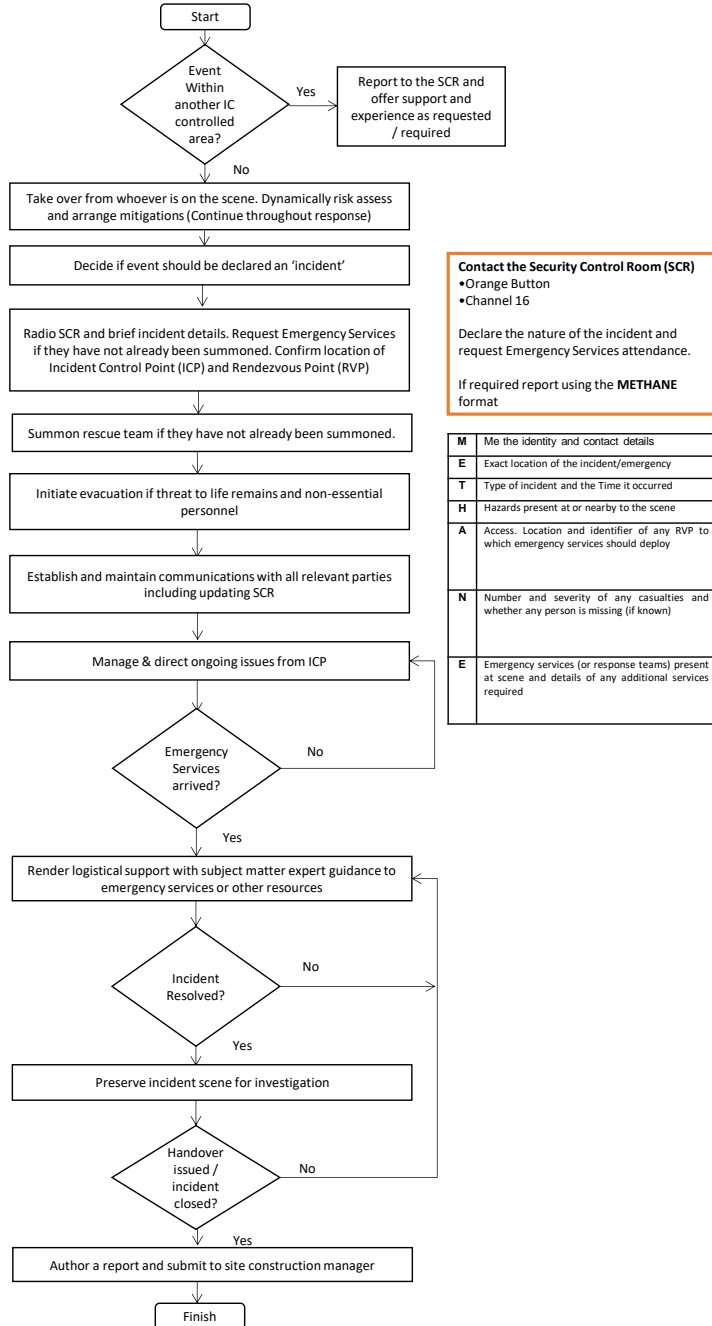 Start
Event
Within
another IC
controlled
area?
Yes
Report to the SCR and
offer support and
experience as requested
/ required
No
Take over from whoever is on the scene. Dynamically risk assess
and arrange mitigations (Continue throughout response)
Decide if event should be declared an ‘incident’
Radio SCR and brief incident details. Request Emergency Services
if they have not already been summoned. Confirm location of
Incident Control Point (ICP) and Rendezvous Point (RVP)
Summon rescue team if they have not already been summoned.
Initiate evacuation if threat to life remains and non-essential
personnel
Establish and maintain communications with all relevant parties
including updating SCR
Manage & direct ongoing issues from ICP
Emergency
Services
arrived?
No
Yes
Render logistical support with subject matter expert guidance to
emergency services or other resources
Incident
Resolved?
No
Yes
Preserve incident scene for investigation
Handover
issued /
incident
closed?
No
Yes
Author a report and submit to site construction manager
Finish
Contact the Security Control Room (SCR)
•Orange Button
•Channel 16
Declare the nature of the incident and
request Emergency Services attendance.
If required report using the METHANE
format
M Me the identity and contact details
E Exact location of the incident/emergency
T Type of incident and the Time it occurred
H Hazards present at or nearby to the scene
A Access. Location and identifier of any RVP to
which emergency services should deploy
N Number and severity of any casualties and
whether any person is missing (if known)
E Emergency services (or response teams) present
at scene and details of any additional services
required